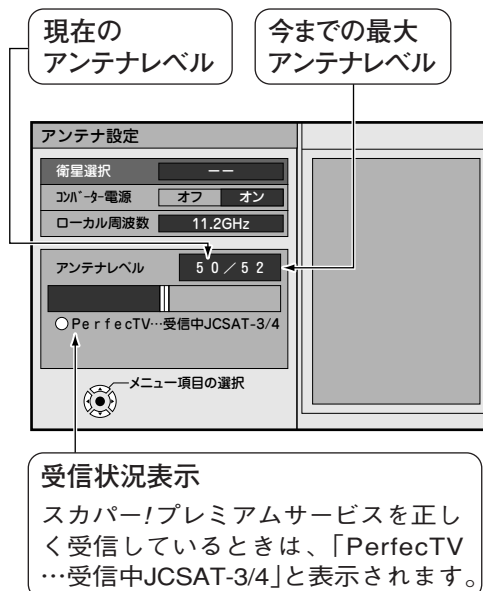 現在の
アンテナレベル
今までの最大
アンテナレベル
アンテナ設定
衛星選択 －－
コンバーター電源 オフ オン
ローカル周波数 11.2GHz
アンテナレベル 50／52
○PerfecTV…受信中JCSAT-3/4
メニュー項目の選択
受信状況表示
スカパー!プレミアムサービスを正し
く受信しているときは、「PerfecTV
…受信中JCSAT-3/4」と表示されます。